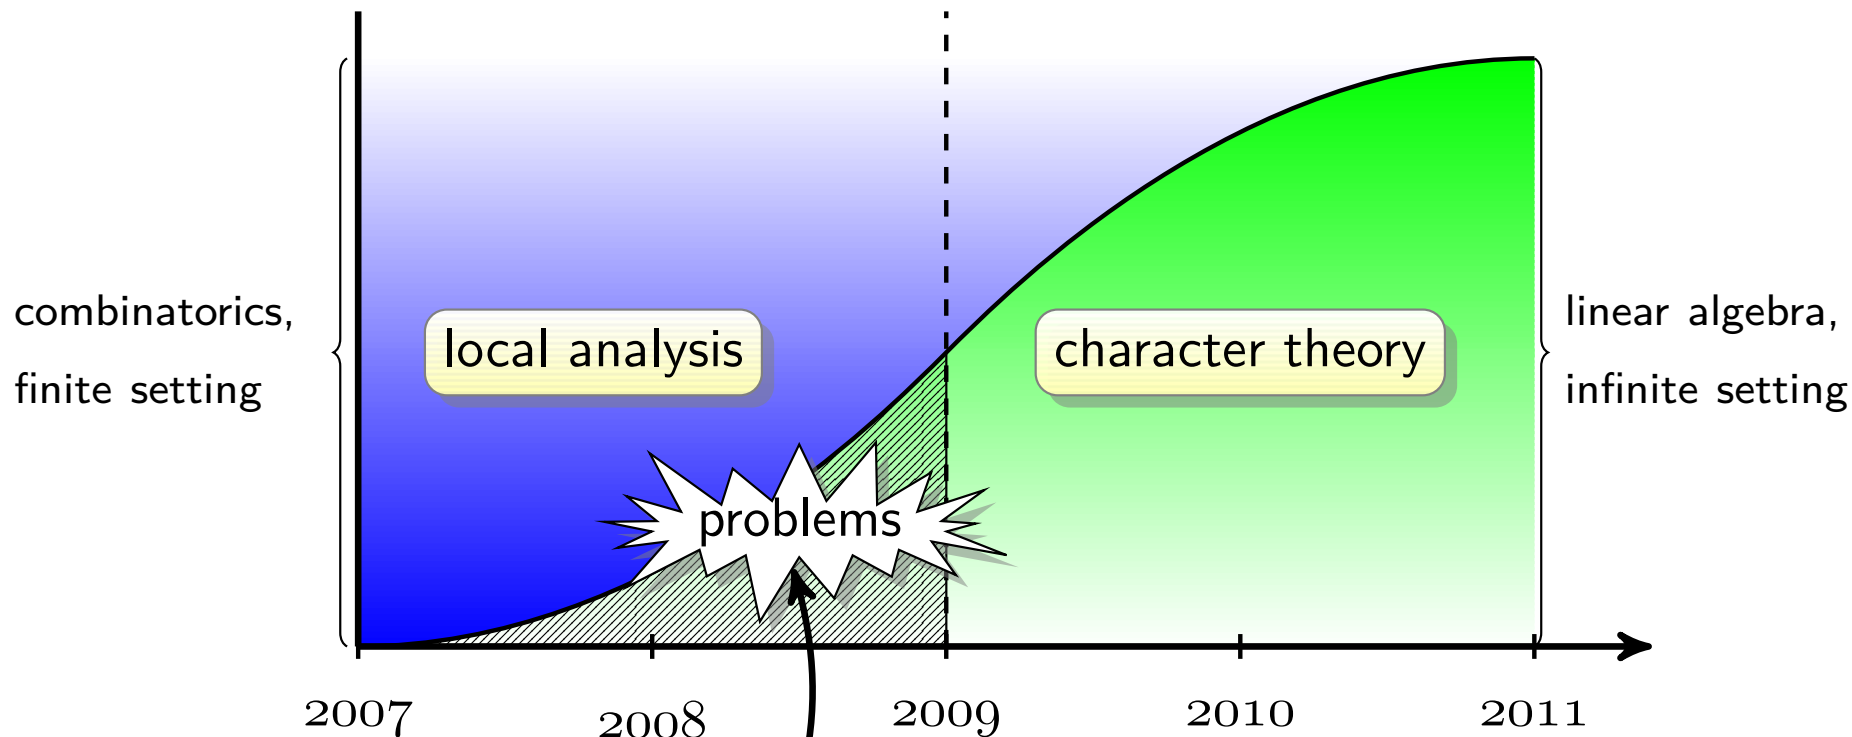 combinatorics,
finite setting
local analysis
character theory
linear algebra,
infinite setting
problems
2007
2008
2009
2010
2011